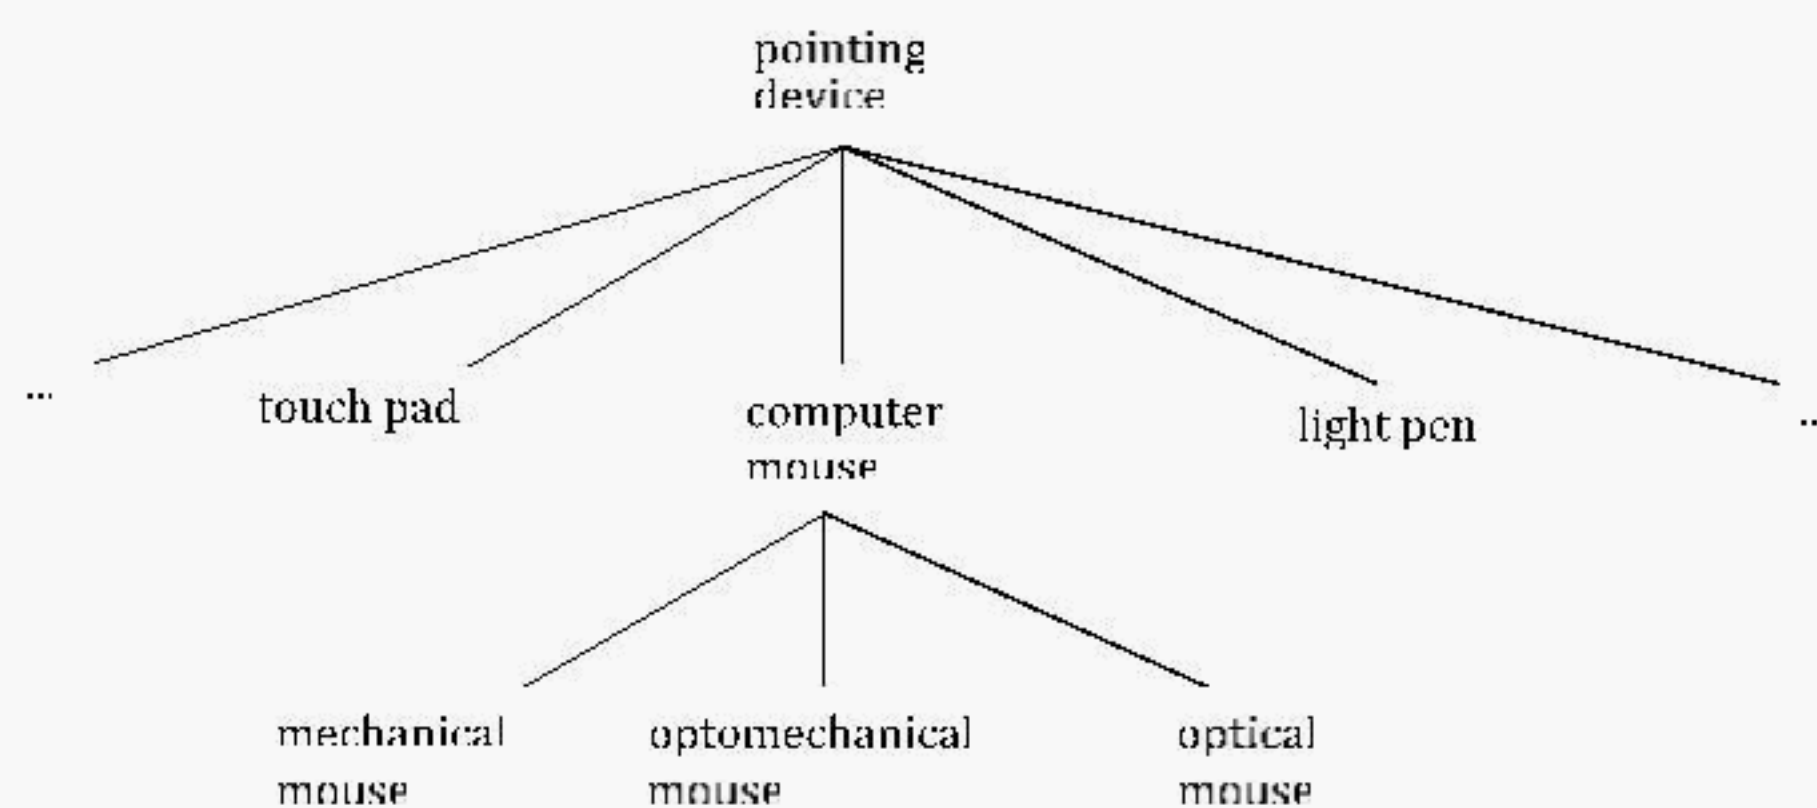 pointing
device
... touch pad computer light pen ...
mouse
mechanical optomechanical optical
mouse mouse mouse